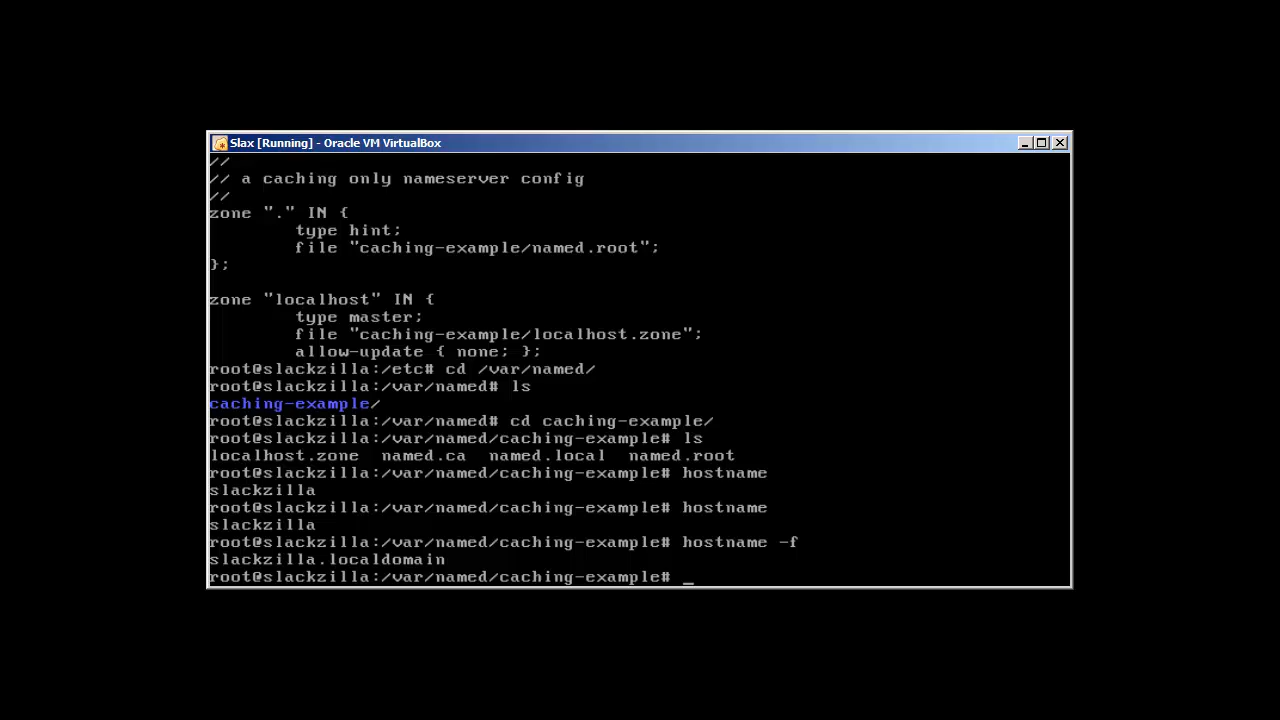 Slax [Running] - Oracle VM VirtualBox
//
// a caching only nameserver config
//
zone "." IN {
        type hint;
        file "caching-example/named.root";
};

zone "localhost" IN {
        type master;
        file "caching-example/localhost.zone";
        allow-update { none; };
root@slackzilla:/etc# cd /var/named/
root@slackzilla:/var/named# ls
caching-example/
root@slackzilla:/var/named# cd caching-example/
root@slackzilla:/var/named/caching-example# ls
localhost.zone  named.ca  named.local  named.root
root@slackzilla:/var/named/caching-example# hostname
slackzilla
root@slackzilla:/var/named/caching-example# hostname
slackzilla
root@slackzilla:/var/named/caching-example# hostname -f
slackzilla.localdomain
root@slackzilla:/var/named/caching-example# _